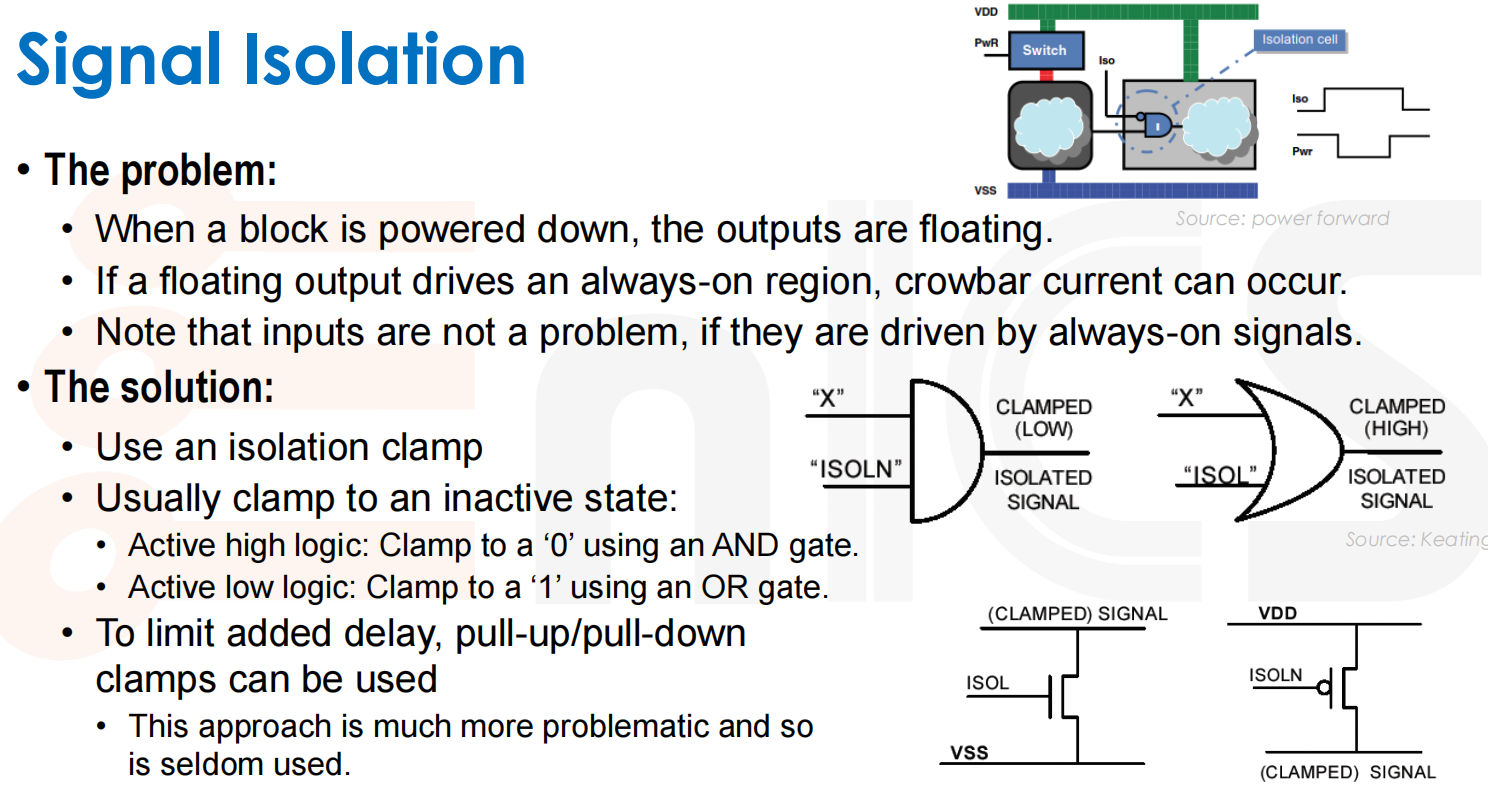 Signal Isolation
VDD
PwR
Switch
Iso
Isolation cell
I
Iso
Pwr
VSS
Source: power forward
• The problem:
• When a block is powered down, the outputs are floating.
• If a floating output drives an always-on region, crowbar current can occur.
• Note that inputs are not a problem, if they are driven by always-on signals.
• The solution:
• Use an isolation clamp
• Usually clamp to an inactive state:
• Active high logic: Clamp to a ‘0’ using an AND gate.
• Active low logic: Clamp to a ‘1’ using an OR gate.
• To limit added delay, pull-up/pull-down
clamps can be used
• This approach is much more problematic and so
is seldom used.
“X”
“ISOLN”
CLAMPED
(LOW)
ISOLATED
SIGNAL
“X”
“ISOL”
CLAMPED
(HIGH)
ISOLATED
SIGNAL
Source: Keating
(CLAMPED) SIGNAL
ISOL
VSS
VDD
ISOLN
(CLAMPED) SIGNAL
EnICS